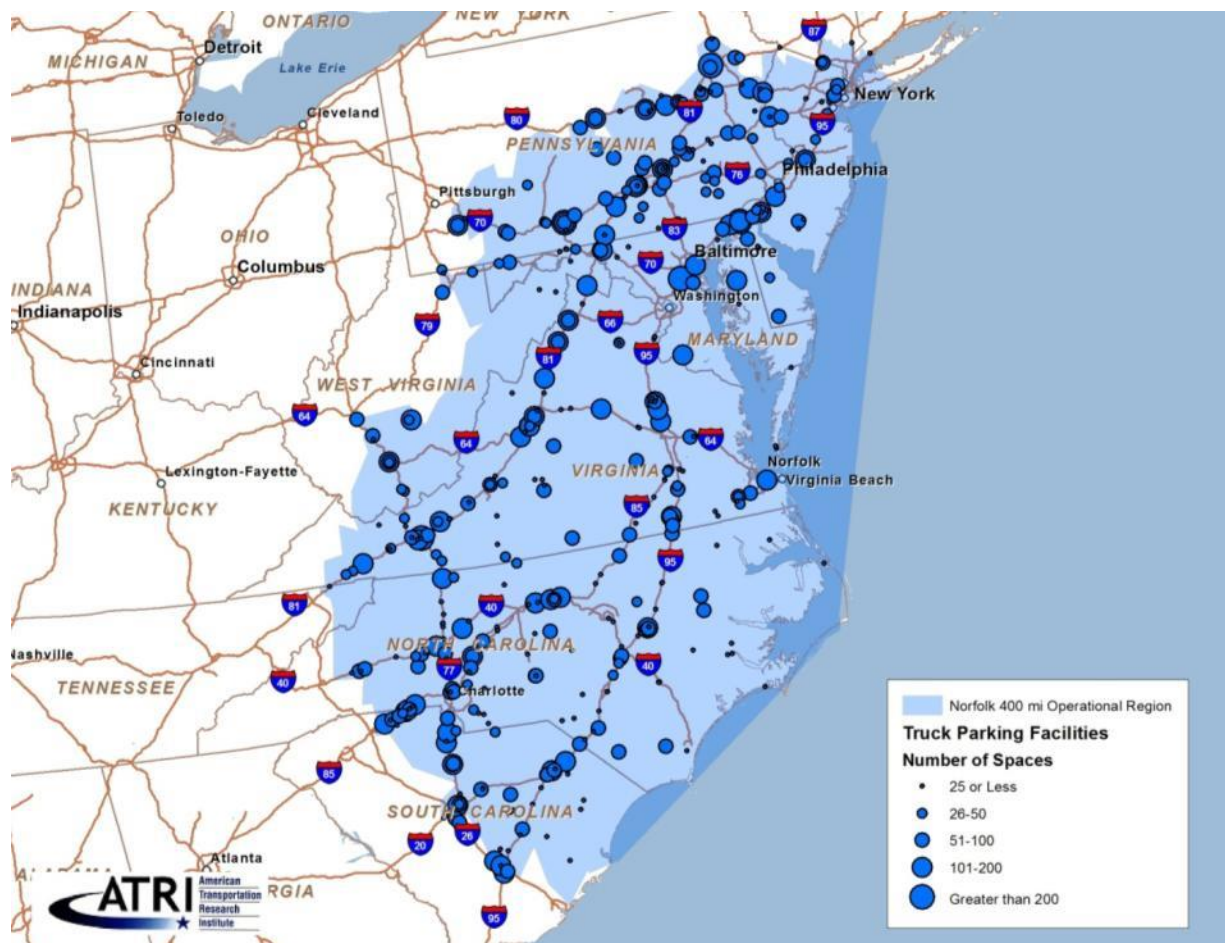 NEW YORK
ONTARIO
87
Detroit
MICHIGAN
Lake Erie
New York
Toledo
Cleveland
80
81
95
PENNSYLVANIA
Philadelphia
76
Pittsburgh
70
83
OHIO
Baltimore
70
Columbus
INDIANA
Washington
Indianapolis
79
66
MARYLAND
95
81
Cincinnati
WEST VIRGINIA
64
64
64
Lexington-Fayette
VIRGINIA
Norfolk
Virginia Beach
KENTUCKY
85
95
81
40
NORTH CAROLINA
Nashville
77
40
TENNESSEE
40
Charlotte
85
SOUTH CAROLINA
20
26
Atlanta
95
Norfolk 400 mi Operational Region
Truck Parking Facilities
Number of Spaces
25 or Less
26-50
51-100
101-200
Greater than 200
ATRI
American
Transportation
Research
Institute